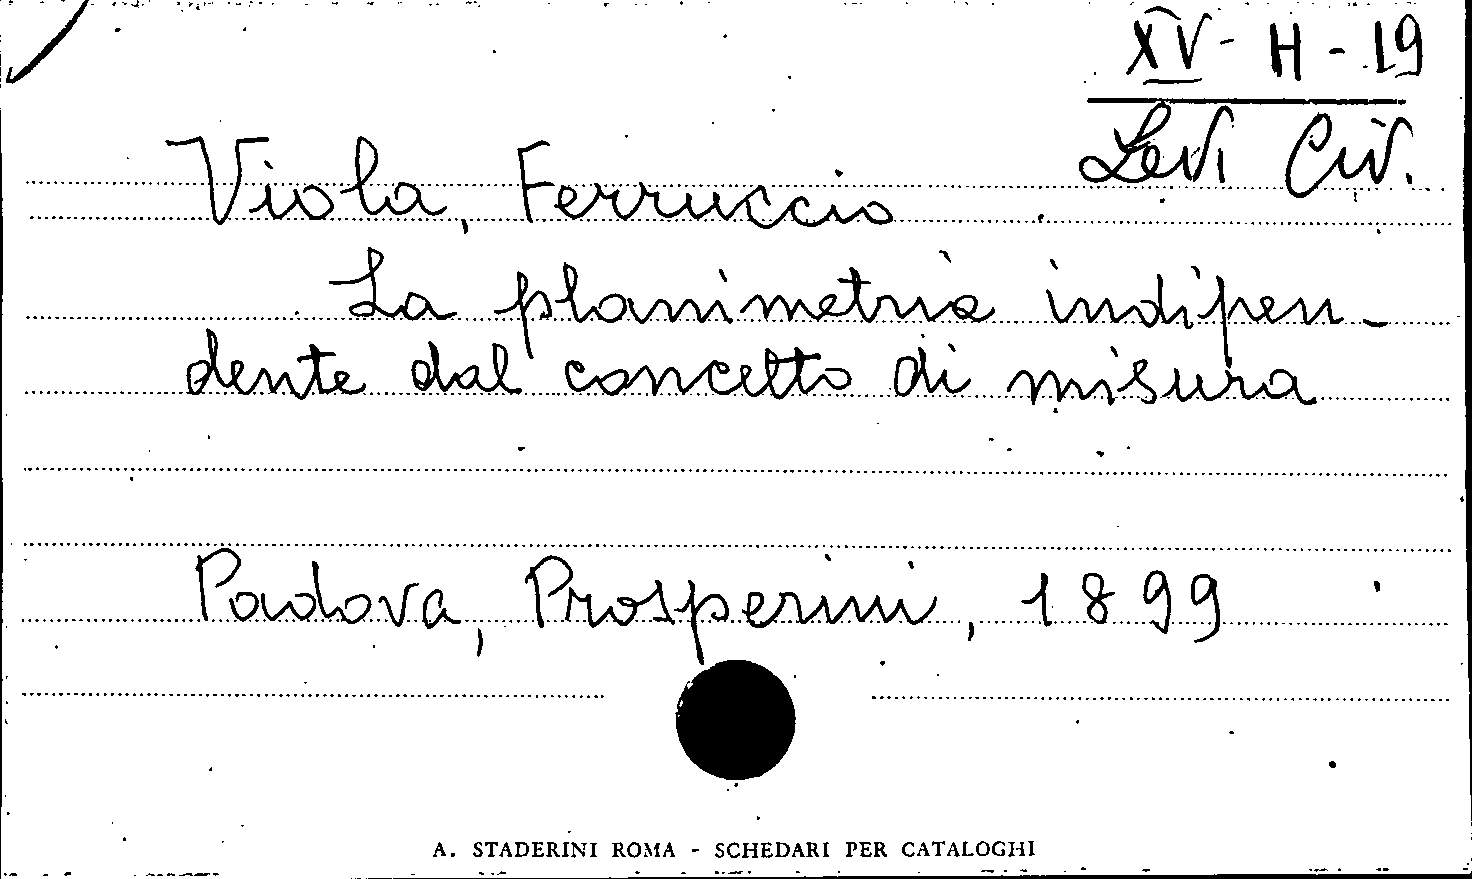 XV - H - 19
Levi Civ.
Viola, Ferruccio
La planimetria indipen-
dente dal concetto di misura
Padova, Prosperini, 1899
A. STADERINI ROMA - SCHEDARI PER CATALOGHI